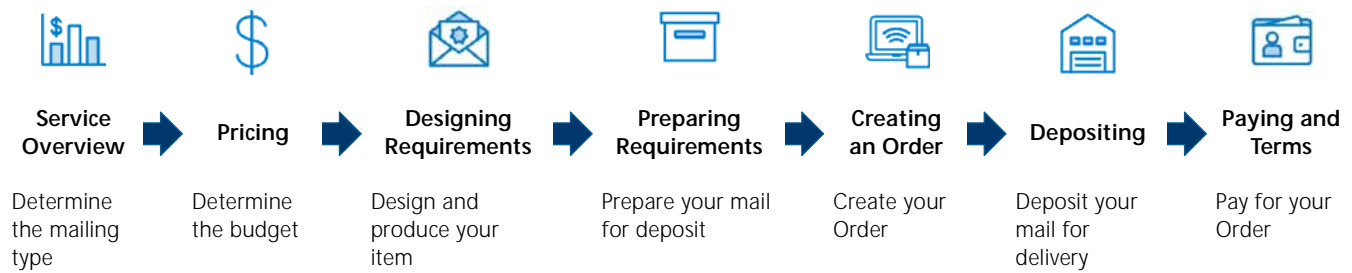 $
$
Service
Overview
Pricing
Designing
Requirements
Preparing
Requirements
Creating
an Order
Depositing
Paying and
Terms
Determine
the mailing
type
Determine
the budget
Design and
produce your
item
Prepare your mail
for deposit
Create your
Order
Deposit your
mail for
delivery
Pay for your
Order